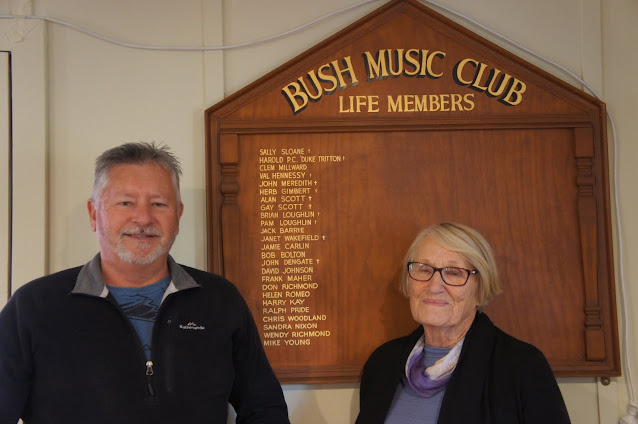 BUSH MUSIC CLUB
LIFE MEMBERS
SALLY SLOANE †
HAROLD P.C. DUKE TRITTON †
CLEM MILLWARD
VAL HENNESSY †
JOHN MEREDITH †
HERB GIMBERT †
ALAN SCOTT †
GAY SCOTT †
BRIAN LOUGHLIN †
PAM LOUGHLIN †
JACK BARRIE
JANET WAKEFIELD †
JAMIE CARLIN
BOB BOLTON
JOHN DENGATE †
DAVID JOHNSON
FRANK MAHER
DON RICHMOND
HELEN ROMEO
HARRY KAY
RALPH PRIDE
CHRIS WOODLAND
SANDRA NIXON
WENDY RICHMOND
MIKE YOUNG